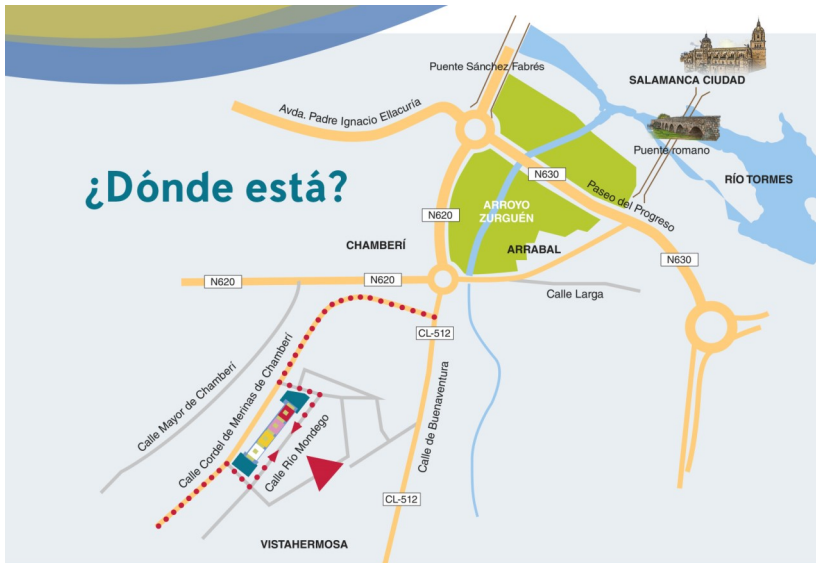 Puente Sánchez Fabrés
SALAMANCA CIUDAD
Avda. Padre Ignacio Ellacuría
Puente romano
¿Dónde está?
N630
Paseo del Progreso
RÍO TORMES
ARROYO
ZURGUÉN
N620
CHAMBERÍ
ARRABAL
N630
N620
N620
Calle Larga
CL-512
Calle Mayor de Chamberí
Calle Cordel de Merinas de Chamberí
Calle Río Mondego
Calle de Buenaventura
CL-512
VISTAHERMOSA